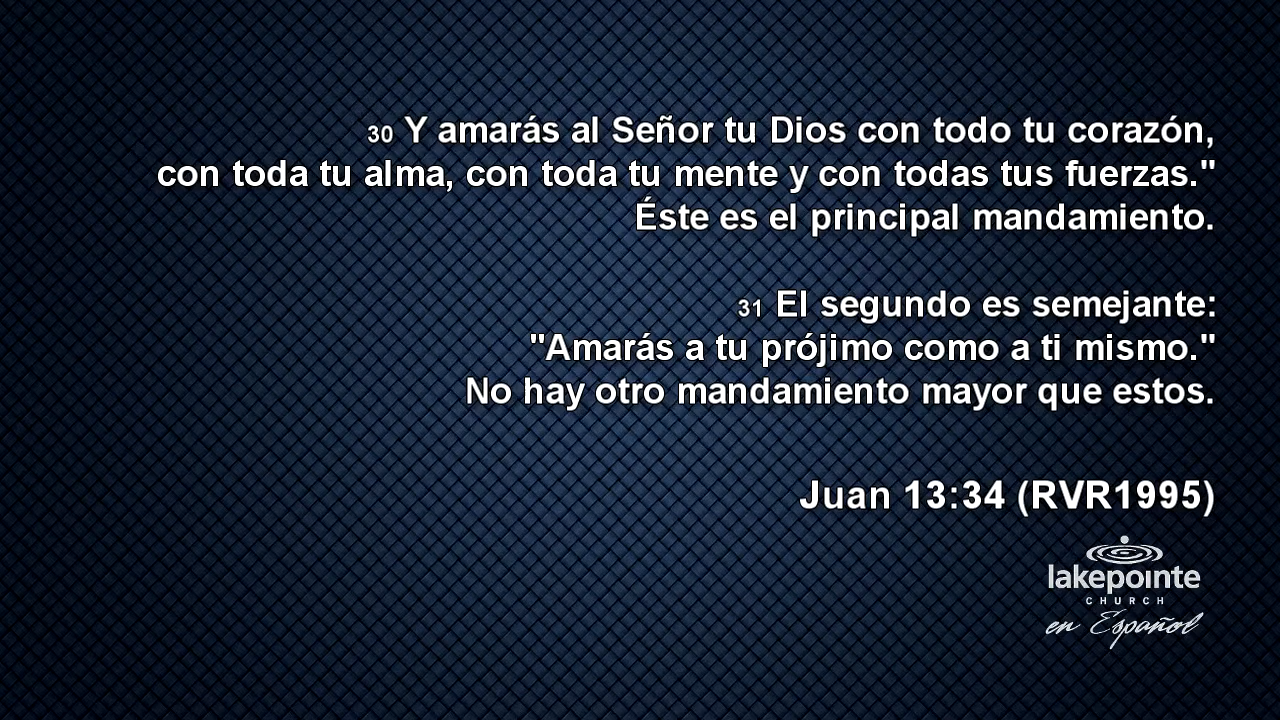 30 Y amarás al Señor tu Dios con todo tu corazón,
con toda tu alma, con toda tu mente y con todas tus fuerzas."
Éste es el principal mandamiento.
31 El segundo es semejante:
"Amarás a tu prójimo como a ti mismo."
No hay otro mandamiento mayor que estos.
Juan 13:34 (RVR1995)
lakepointe
CHURCH
en Español